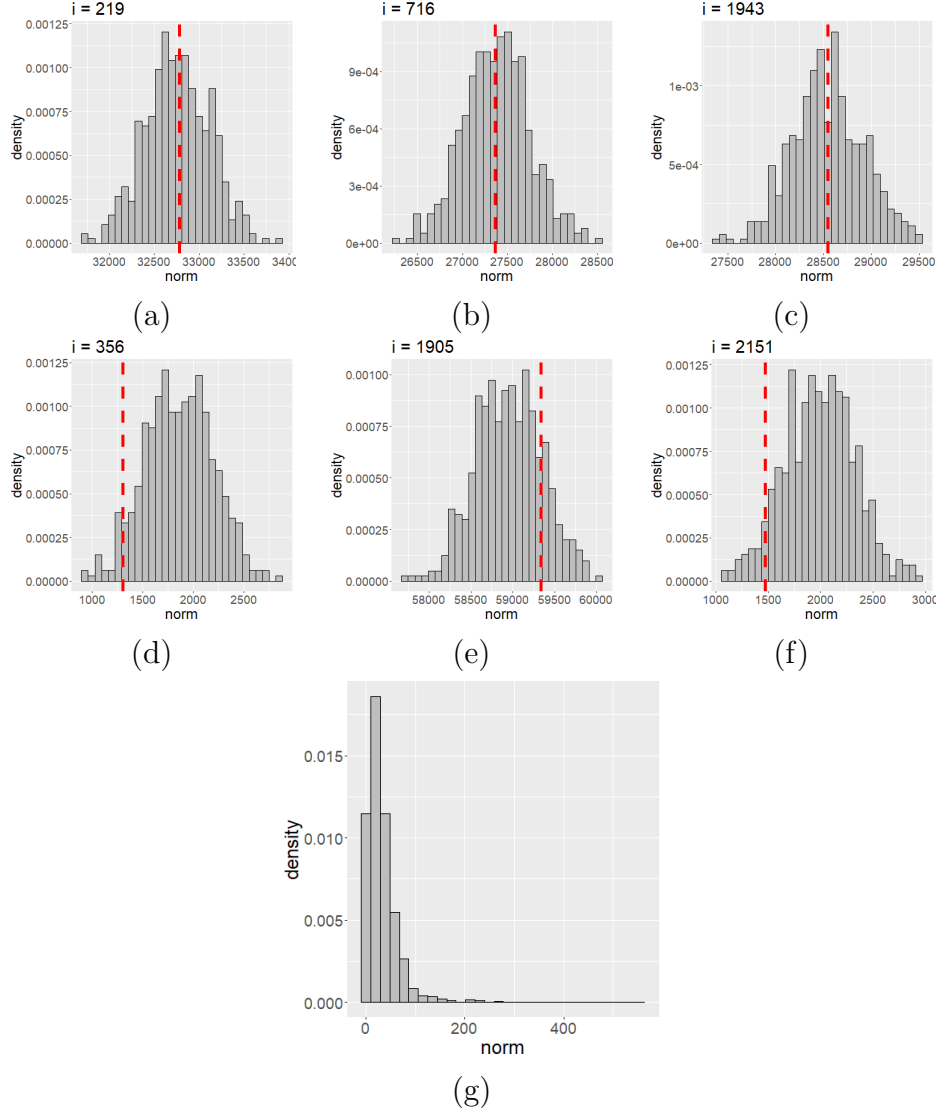 i = 219
0.00125
0.00100
0.00075
0.00050
0.00025
0.00000
density
32000 32500 33000 33500 3400
norm
(a)
i = 716
9e-04
6e-04
3e-04
0e+00
density
26500 27000 27500 28000 28500
norm
(b)
i = 1943
1e-03
5e-04
0e+00
density
27500 28000 28500 29000 29500
norm
(c)
i = 356
0.00125
0.00100
0.00075
0.00050
0.00025
0.00000
density
1000 1500 2000 2500
norm
(d)
i = 1905
0.00100
0.00075
0.00050
0.00025
0.00000
density
58000 58500 59000 59500 60000
norm
(e)
i = 2151
0.00125
0.00100
0.00075
0.00050
0.00025
0.00000
density
1000 1500 2000 2500 3000
norm
(f)
0.015
0.010
0.005
0.000
density
0 200 400
norm
(g)